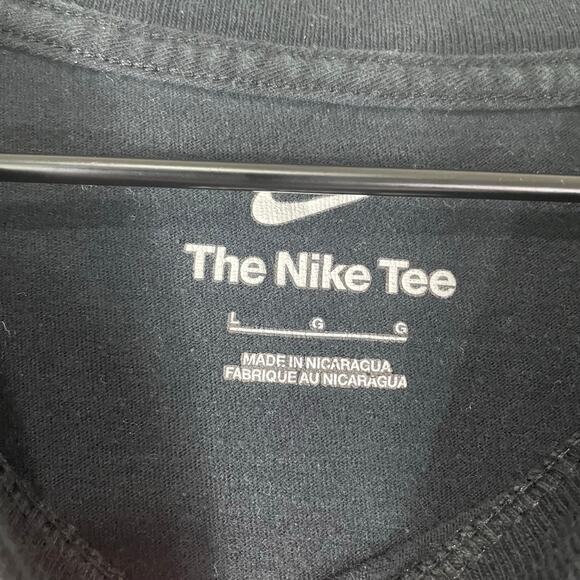 The Nike Tee
L G G
MADE IN NICARAGUA
FABRIQUE AU NICARAGUA